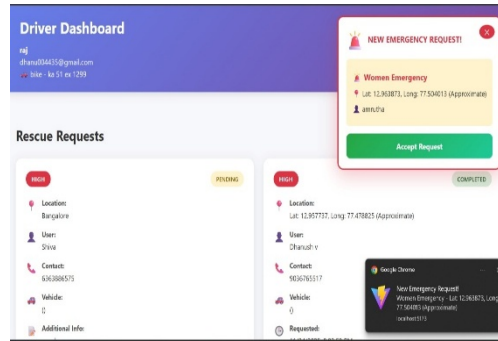 Driver Dashboard
raj
dhana004435@gmail.com
bike - ka 51 ex 1299
NEW EMERGENCY REQUEST!
Women Emergency
Lat: 12.963873, Long: 77.504013 (Approximate)
amrutha
Accept Request
Rescue Requests
HIGH
PENDING
Location:
Bangalore
User:
Shiva
Contact:
6363886575
Vehicle:
()
Additional Info:
HIGH
COMPLETED
Location:
Lat: 12.957737, Long: 77.478825 (Approximate)
User:
Dhanush v
Contact:
9036765517
Vehicle:
()
Requested:
Google Chrome
New Emergency Request!
Women Emergency - Lat: 12.963873, Long:
77.504013 (Approximate)
localhost:5173